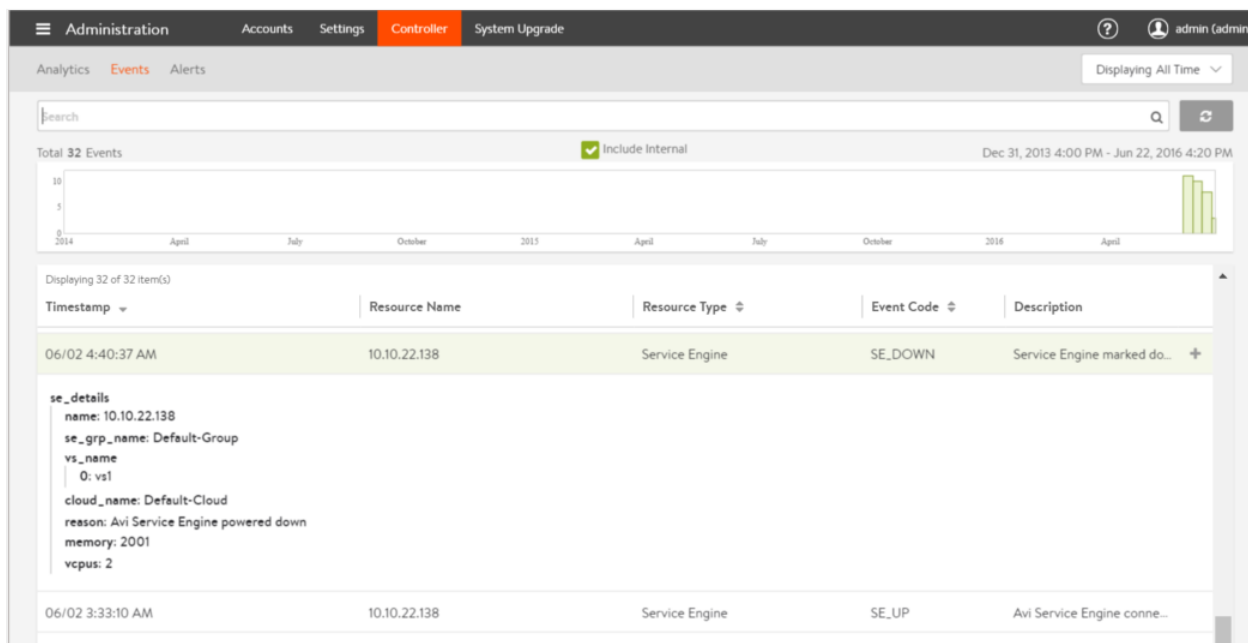 Administration Accounts Settings Controller System Upgrade ? admin (admin
Analytics Events Alerts Displaying All Time
Search
Total 32 Events Include Internal Dec 31, 2013 4:00 PM - Jun 22, 2016 4:20 PM
10
5
0
2014 April July October 2015 April July October 2016 April
Displaying 32 of 32 item(s)
Timestamp Resource Name Resource Type Event Code Description
06/02 4:40:37 AM 10.10.22.138 Service Engine SE_DOWN Service Engine marked do... +
se_details
name: 10.10.22.138
se_grp_name: Default-Group
vs_name
0: vs1
cloud_name: Default-Cloud
reason: Avi Service Engine powered down
memory: 2001
vcpus: 2
06/02 3:33:10 AM 10.10.22.138 Service Engine SE_UP Avi Service Engine conne...